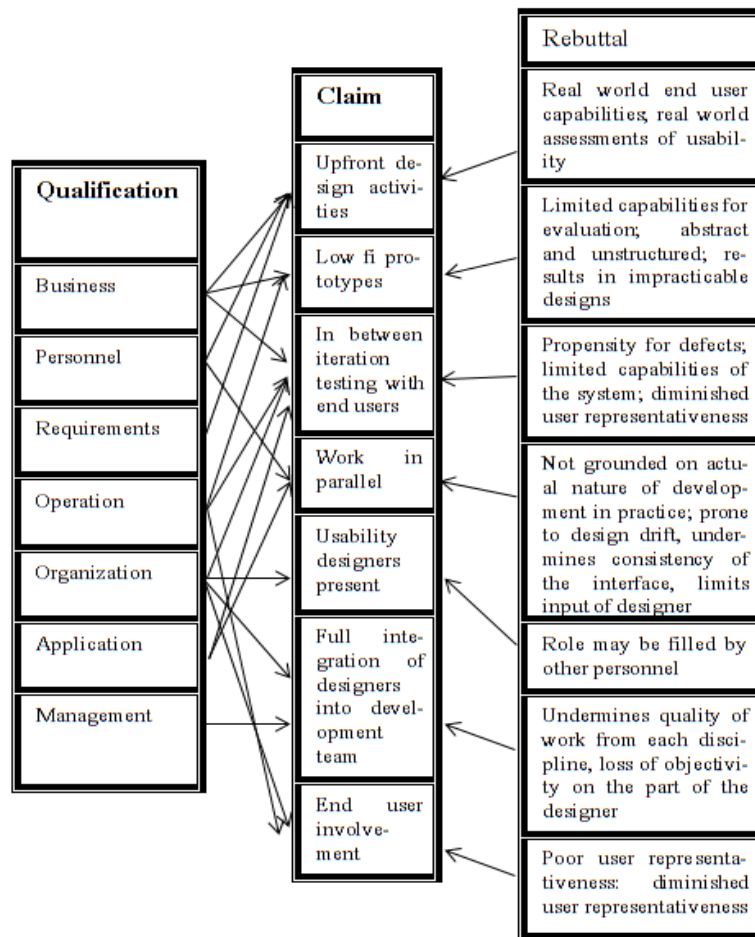 Qualification
Business
Personnel
Requirements
Operation
Organization
Application
Management
Claim
Upfront de-
sign activi-
ties
Low fi pro-
totypes
In between
iteration
testing with
end users
Work in
parallel
Usability
designers
present
Full inte-
gration of
designers
into devel-
opment
team
End user
involve-
ment
Rebuttal
Real world end user
capabilities; real world
assessments of usabil-
ity
Limited capabilities for
evaluation; abstract
and unstructured; re-
sults in impracticable
designs
Propensity for defects;
limited capabilities of
the system; diminished
user representativeness
Not grounded on actu-
al nature of develop-
ment in practice; prone
to design drift, under-
mines consistency of
the interface, limits
input of designer
Role may be filled by
other personnel
Undermines quality of
work from each disci-
pline, loss of objectivi-
ty on the part of the
designer
Poor user representa-
tiveness: diminished
user representativeness